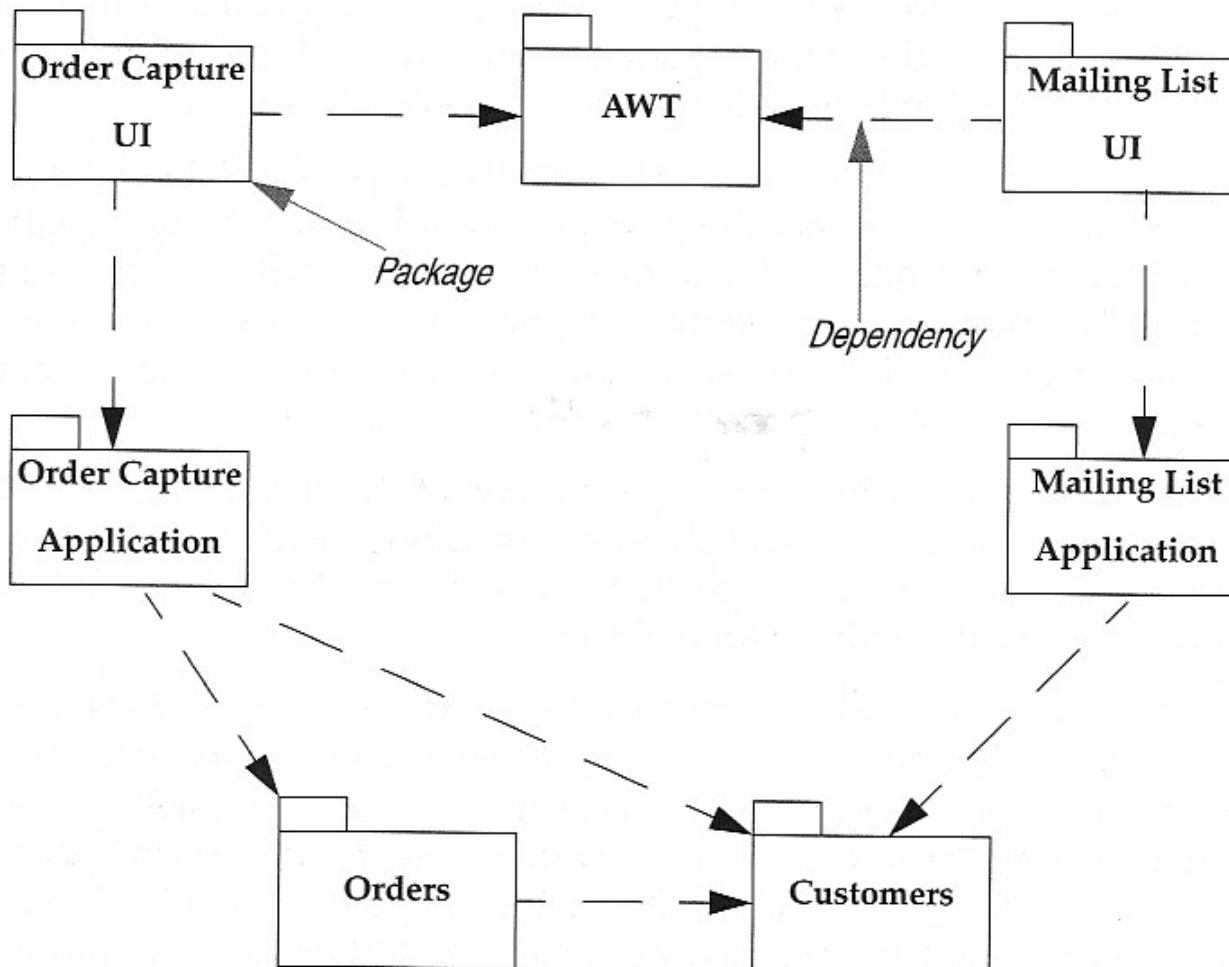 Order Capture
UI
AWT
Mailing List
UI
Package
Dependency
Order Capture
Application
Mailing List
Application
Orders
Customers